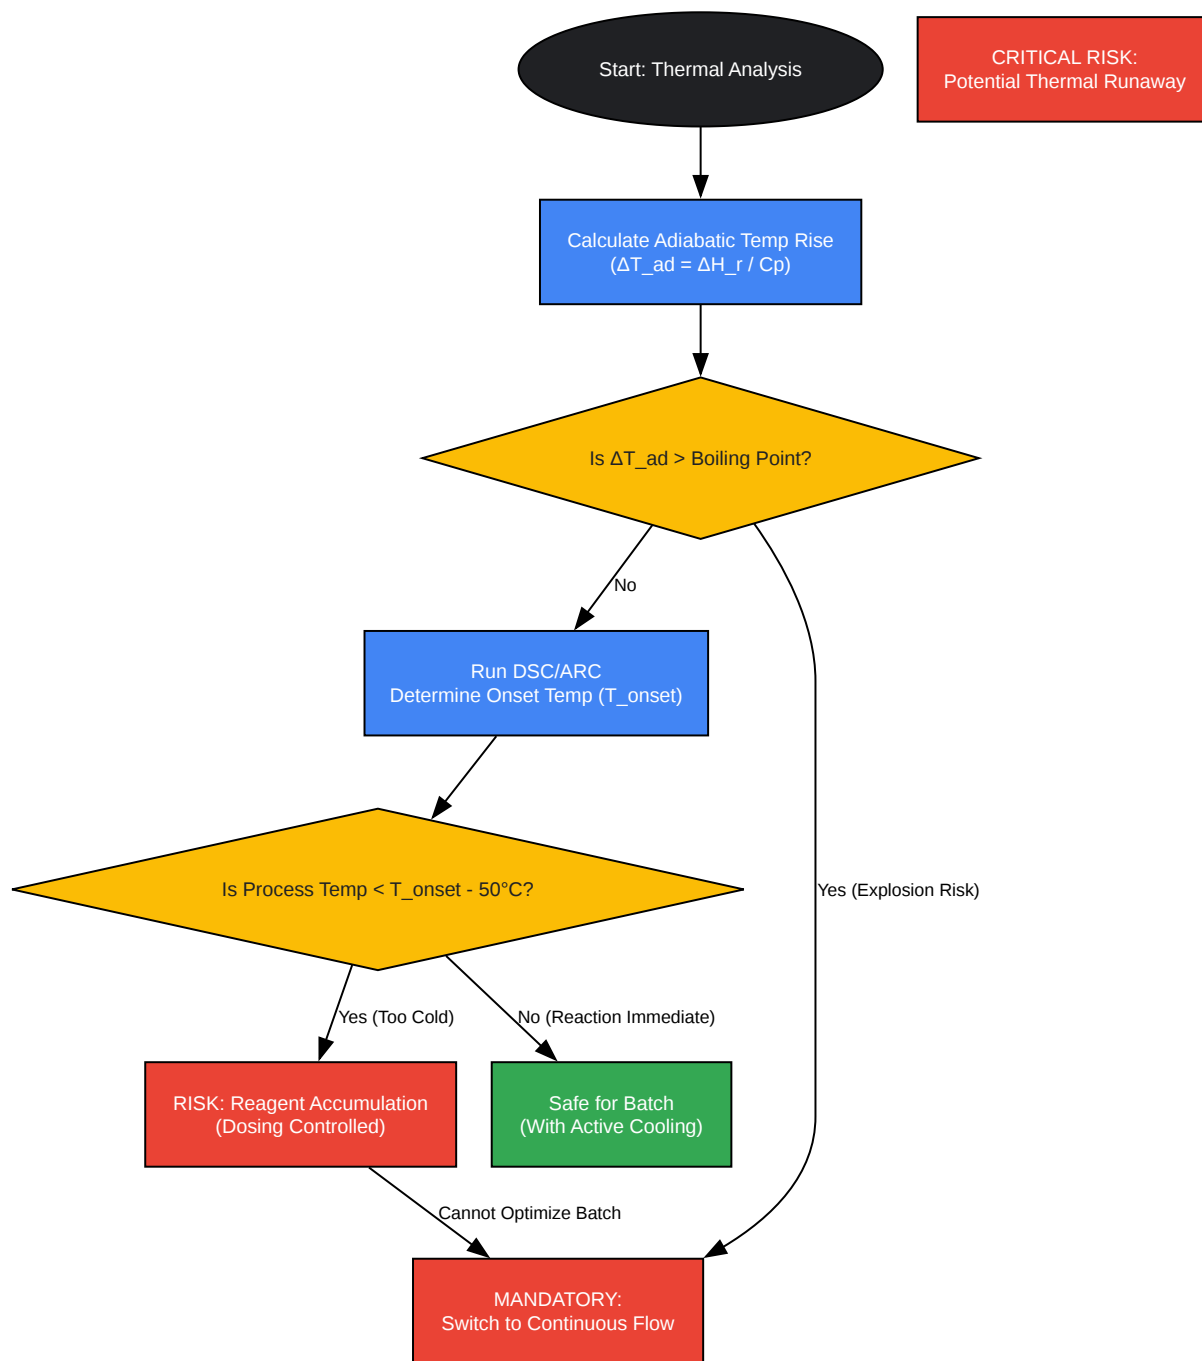 Start: Thermal Analysis
CRITICAL RISK:
Potential Thermal Runaway
Calculate Adiabatic Temp Rise
(ΔT_ad = ΔH_r / Cp)
Is ΔT_ad > Boiling Point?
No
Run DSC/ARC
Determine Onset Temp (T_onset)
Is Process Temp < T_onset - 50°C?
Yes (Explosion Risk)
Yes (Too Cold)
No (Reaction Immediate)
RISK: Reagent Accumulation
(Dosing Controlled)
Safe for Batch
(With Active Cooling)
Cannot Optimize Batch
MANDATORY:
Switch to Continuous Flow